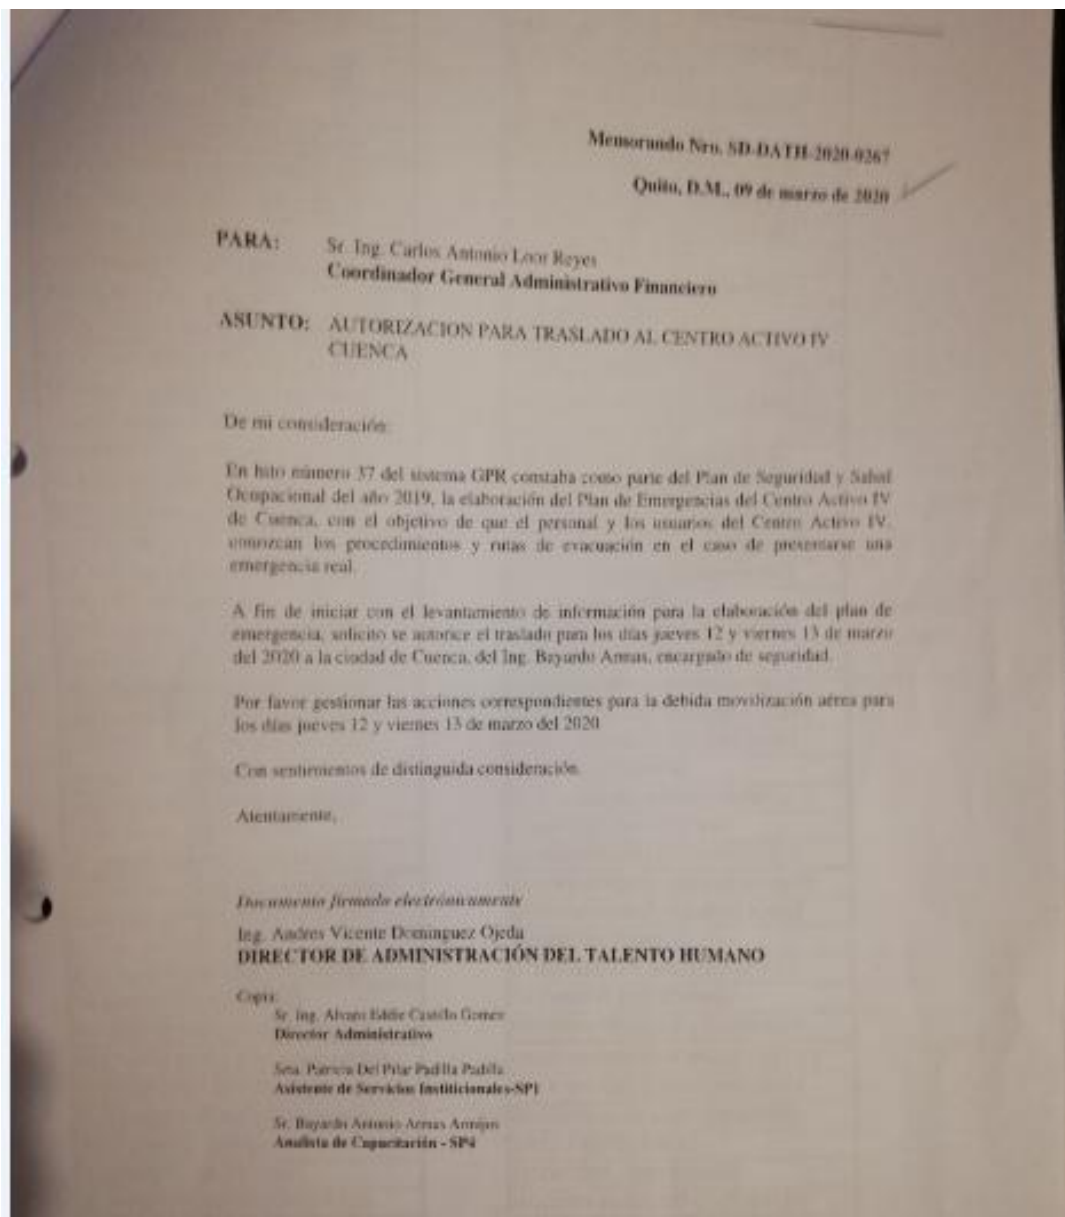 Memorando Nro. SD-DATH-2020-0267
Quito, D.M., 09 de marzo de 2020
PARA: Sr. Ing. Carlos Antonio Loor Reyes
Coordinador General Administrativo Financiero
ASUNTO: AUTORIZACION PARA TRASLADO AL CENTRO ACTIVO IV
CUENCA
De mi consideración:
En hito número 37 del sistema GPR constaba como parte del Plan de Seguridad y Salud
Ocupacional del año 2019, la elaboración del Plan de Emergencias del Centro Activo IV
de Cuenca, con el objetivo de que el personal y los usuarios del Centro Activo IV,
conozcan los procedimientos y rutas de evacuación en el caso de presentarse una
emergencia real.
A fin de iniciar con el levantamiento de información para la elaboración del plan de
emergencia, solicito se autorice el traslado para los días jueves 12 y viernes 13 de marzo
del 2020 a la ciudad de Cuenca, del Ing. Bayardo encargado de seguridad.
Por favor gestionar las acciones correspondientes para la debida movilización aérea para
los días jueves 12 y viernes 13 de marzo del 2020
Con sentimientos de distinguida consideración.
Atentamente,
Documento firmado electrónicamente
Ing. Andres Vicente Dominguez Ojeda
DIRECTOR DE ADMINISTRACIÓN DEL TALENTO HUMANO
Copia:
Sr. Ing. Alvaro Eddie Castillo
Director Administrativo
Srta. Patricia Del Pilar Padilla Padilla
Asistente de Servicios Institicionales-SP1
Sr. Bayardo Antonio
Analista de Capacitación - SP4